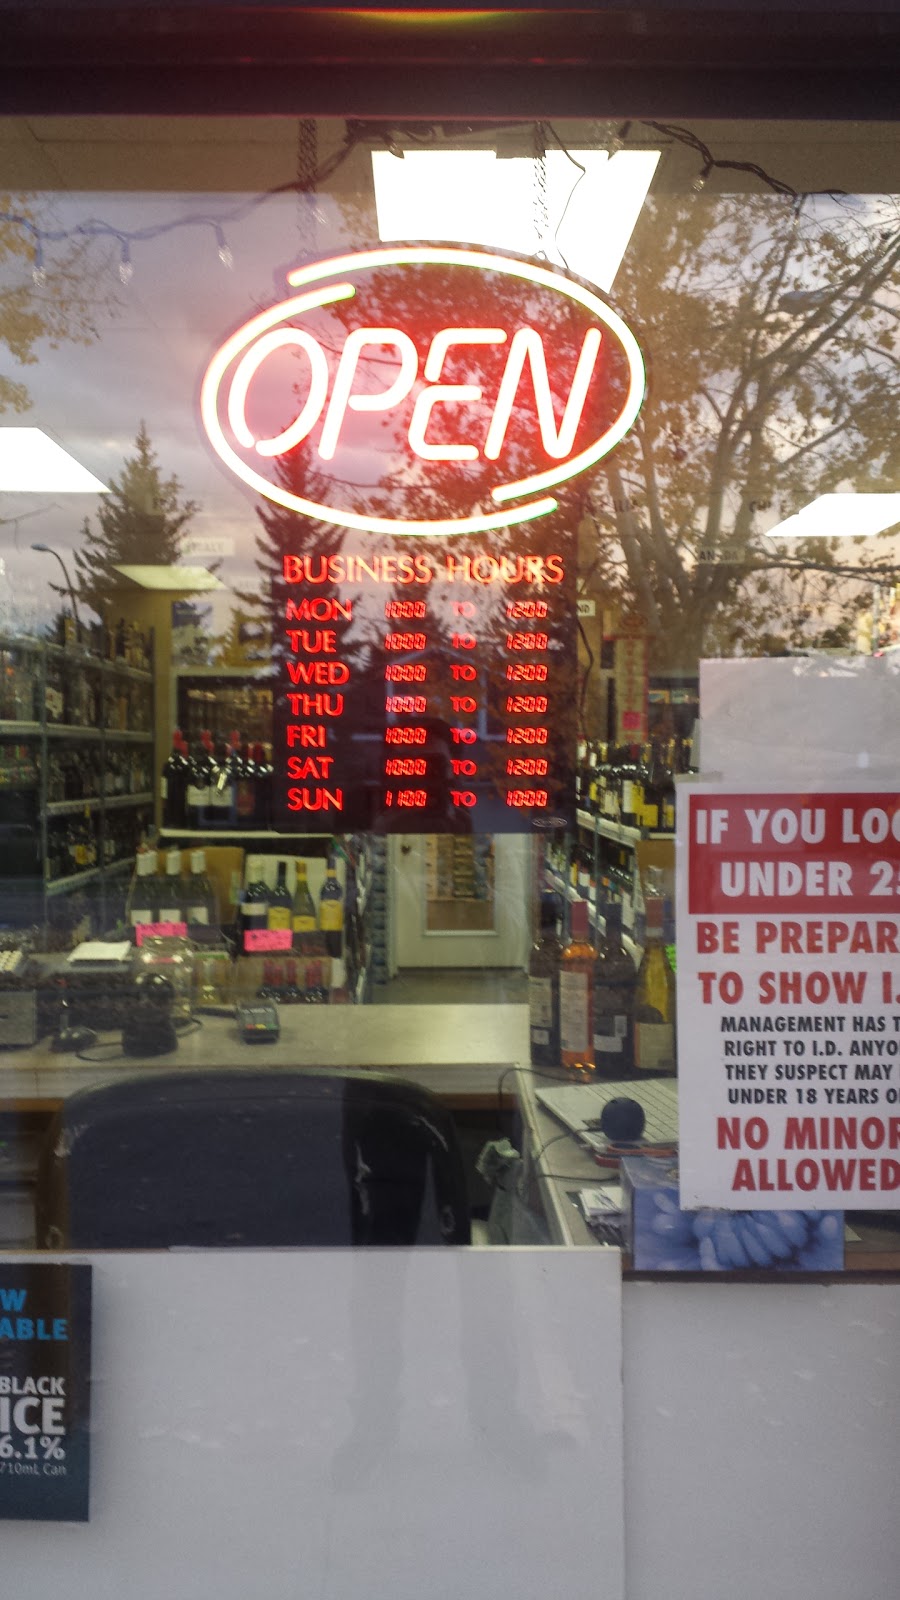 OPEN
BUSINESS HOURS
MON 1000 TO 1200
TUE 1000 TO 1200
WED 1000 TO 1200
THU 1000 TO 1200
FRI 1000 TO 1200
SAT 1000 TO 1200
SUN 1100 TO 1000
IF YOU LOO
UNDER 2
BE PREPAR
TO SHOW I.
MANAGEMENT HAS T
RIGHT TO I.D. ANYO
THEY SUSPECT MAY
UNDER 18 YEARS O
NO MINOR
ALLOWED
W
ABLE
BLACK
ICE
6.1%
710mL Can
CANADA